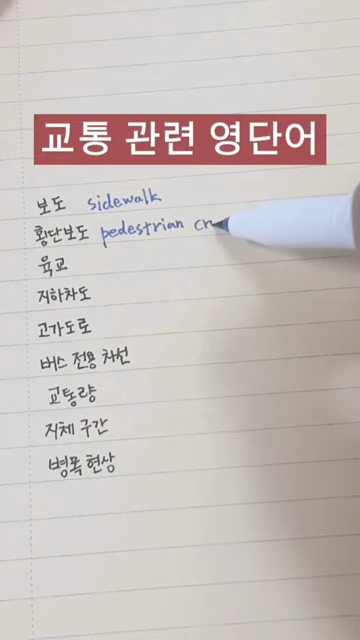 교통 관련 영단어
보도 sidewalk
횡단보도 pedestrian cr
육교
지하차도
고가도로
버스 전용 차선
교통량
지체 구간
병목 현상